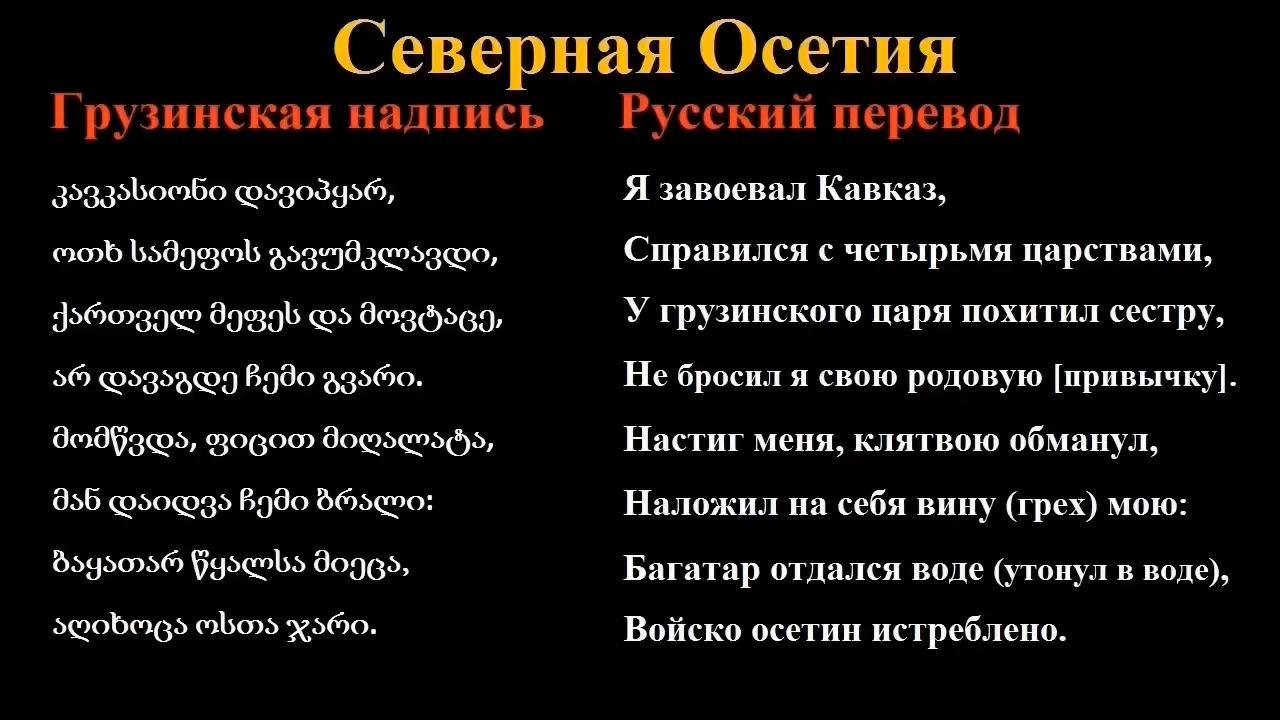 Северная Осетия
Грузинская надпись
კავკასიონი დავიპყარ,
ოთხ სამეფოს გავუმკლავდი,
ქართველ მეფეს და მოვტაცე,
არ დავაგდე ჩემი გვარი.
მომწვდა, ფიცით მიღალატა,
მან დაიდვა ჩემი ბრალი:
ბაყათარ წყალსა მიეცა,
აღიხოცა ოსთა ჯარი.
Русский перевод
Я завоевал Кавказ,
Справился с четырьмя царствами,
У грузинского царя похитил сестру,
Не бросил я свою родовую [привычку].
Настиг меня, клятвою обманул,
Наложил на себя вину (грех) мою:
Багатар отдался воде (утонул в воде),
Войско осетин истреблено.